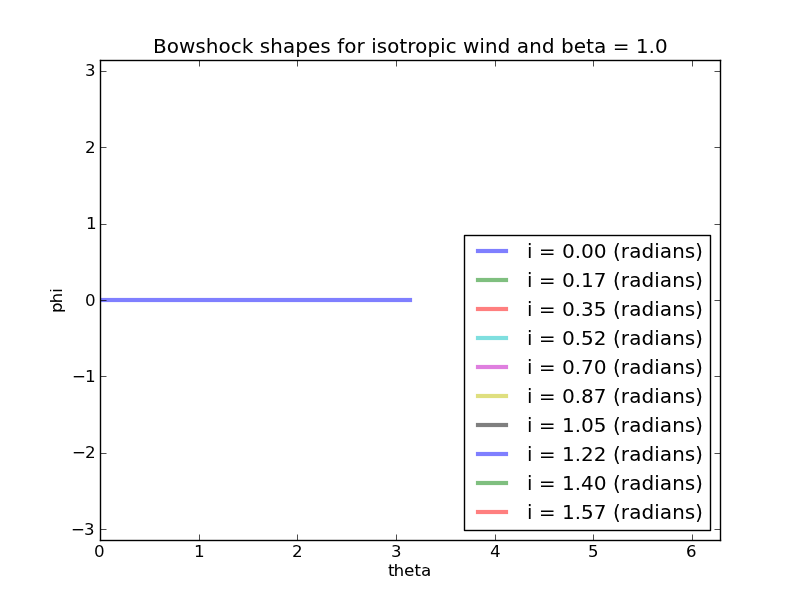 Bowshock shapes for isotropic wind and beta = 1.0
3
2
1
0
−1
−2
−3
phi
i = 0.00 (radians)
i = 0.17 (radians)
i = 0.35 (radians)
i = 0.52 (radians)
i = 0.70 (radians)
i = 0.87 (radians)
i = 1.05 (radians)
i = 1.22 (radians)
i = 1.40 (radians)
i = 1.57 (radians)
0 1 2 3 4 5 6
theta